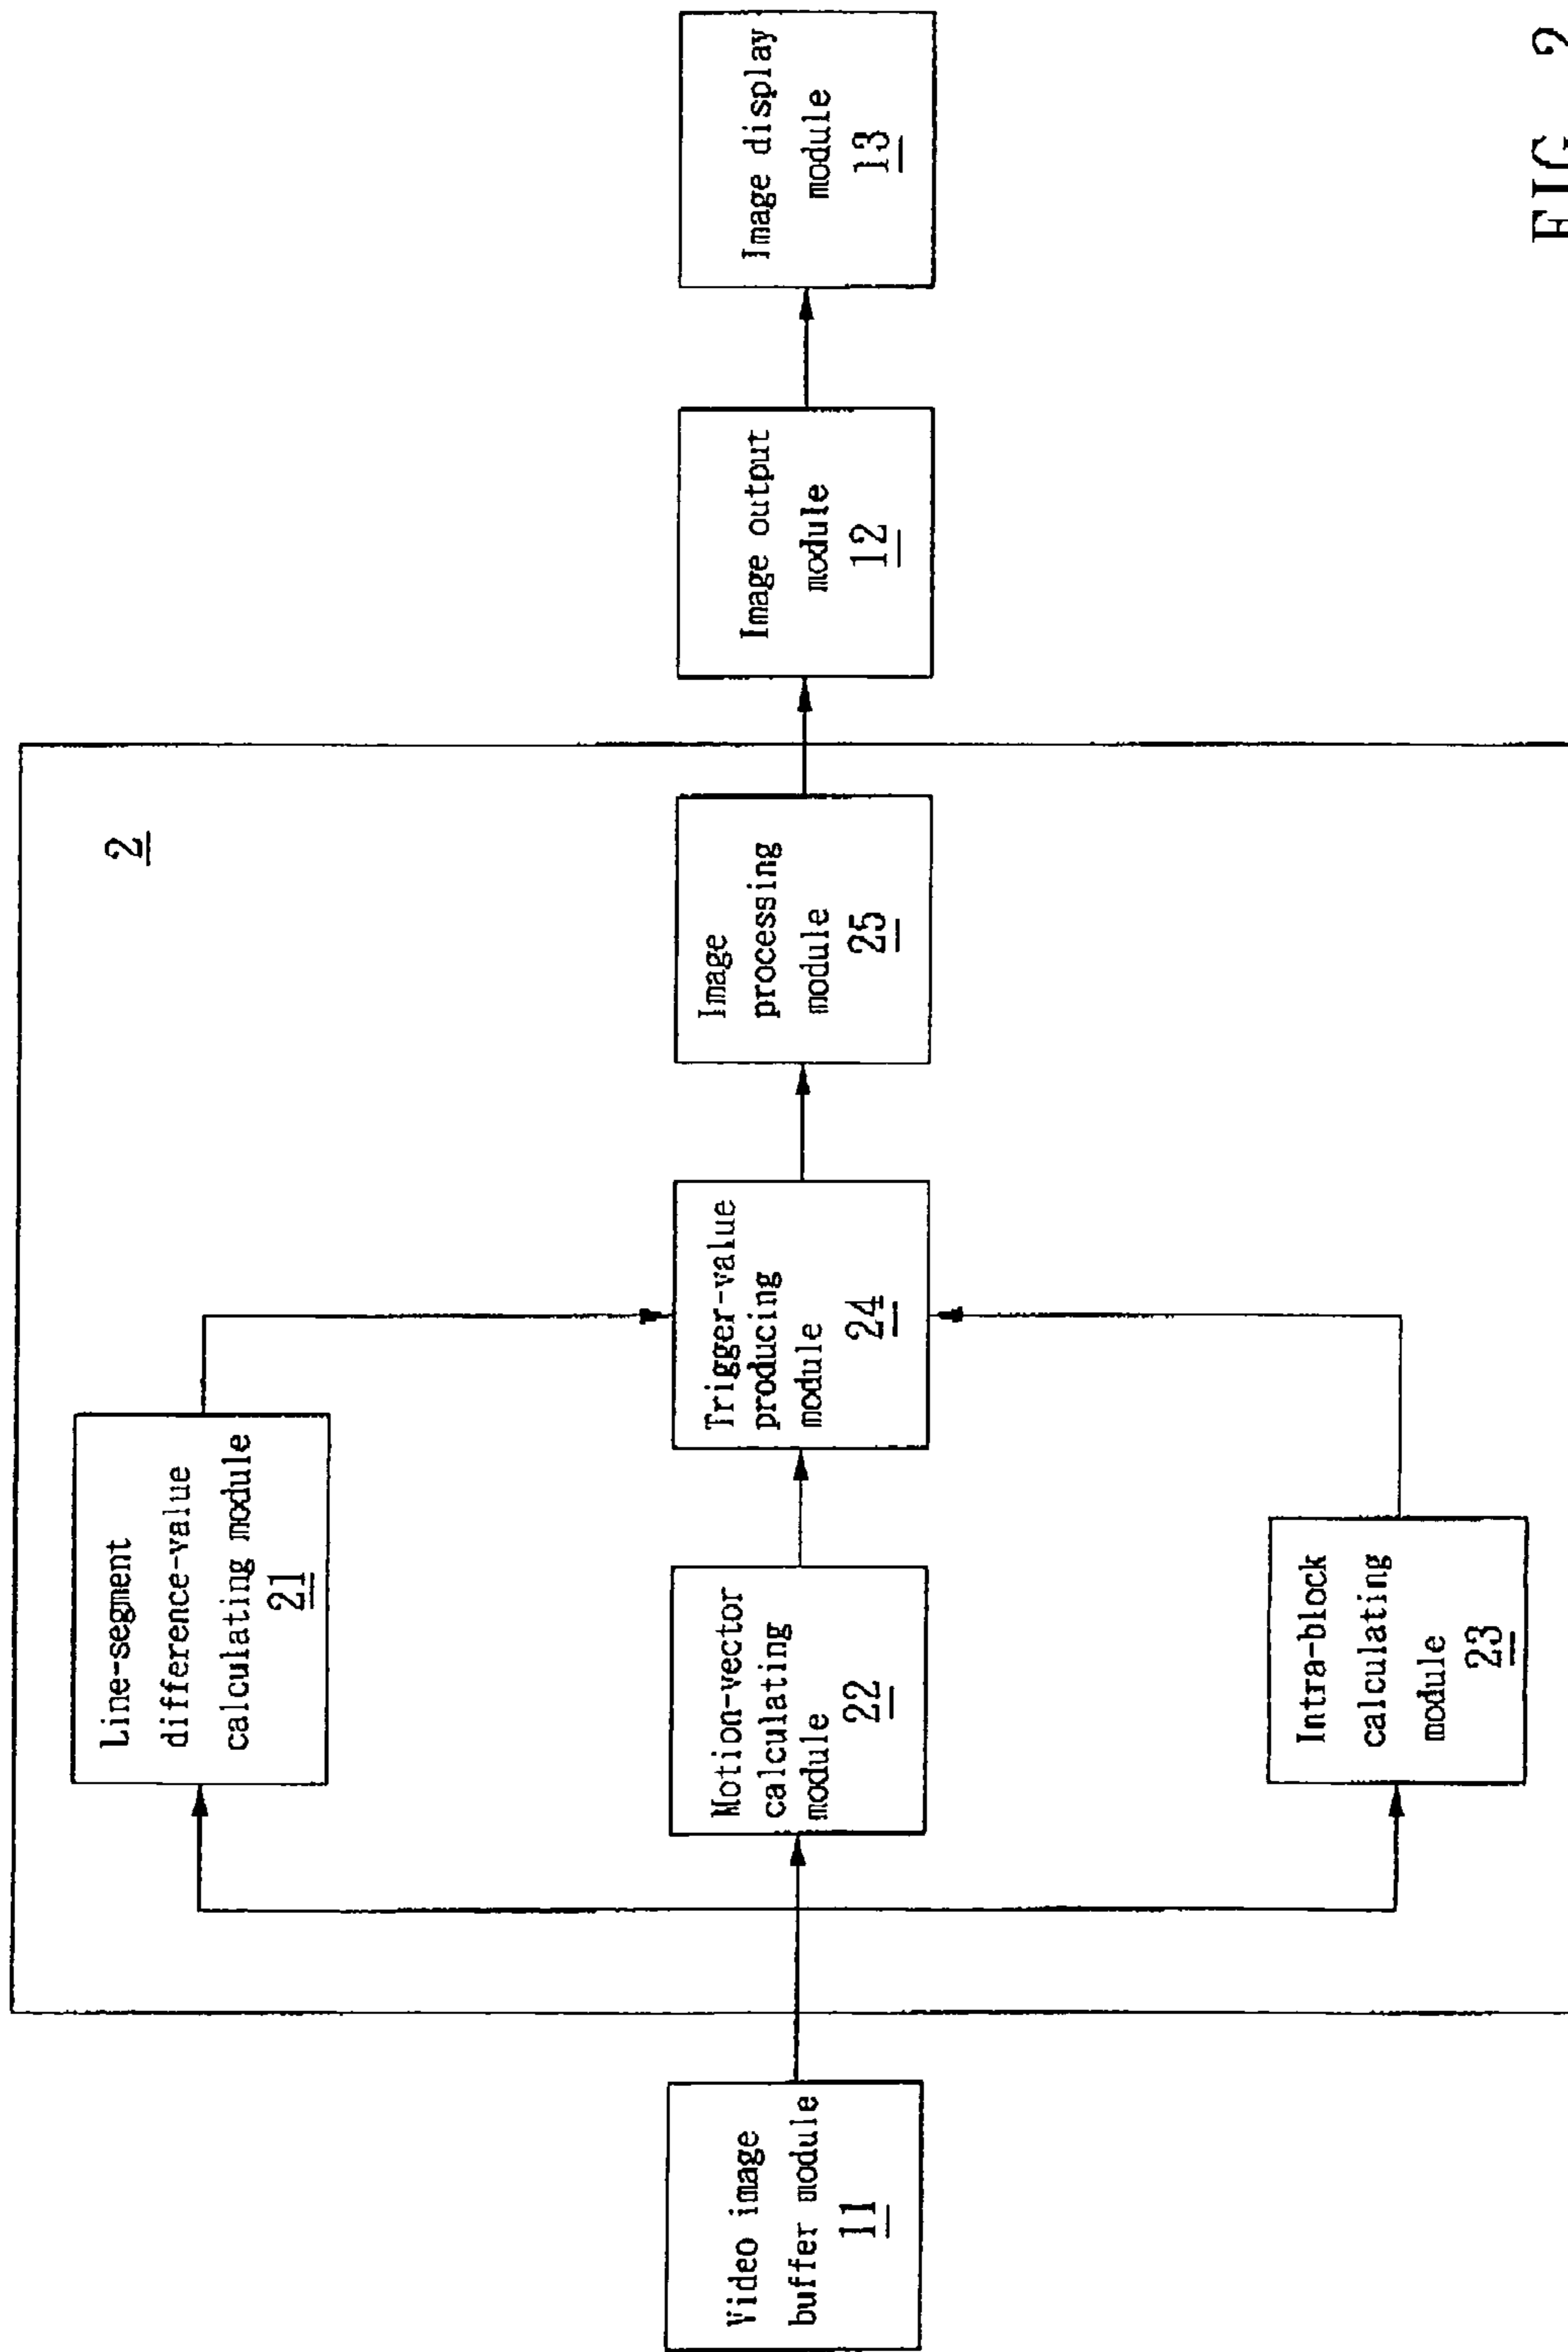 2
Line-segment
difference-value
calculating module
21
Video image
buffer module
11
Motion-vector
calculating
module
22
Trigger-value
producing
module
24
Image
processing
module
25
Image output
module
12
Image display
module
13
Intra-block
calculating
module
23
FIG. 2